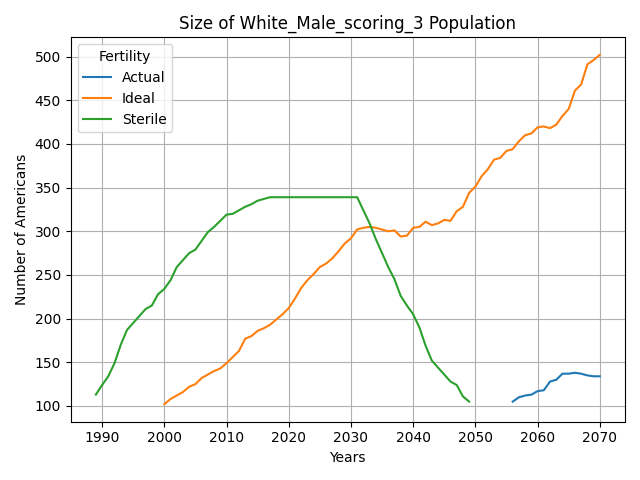 Size of White_Male_scoring_3 Population
Fertility
Actual
Ideal
Sterile
Number of Americans
500
450
400
350
300
250
200
150
100
1990 2000 2010 2020 2030 2040 2050 2060 2070
Years